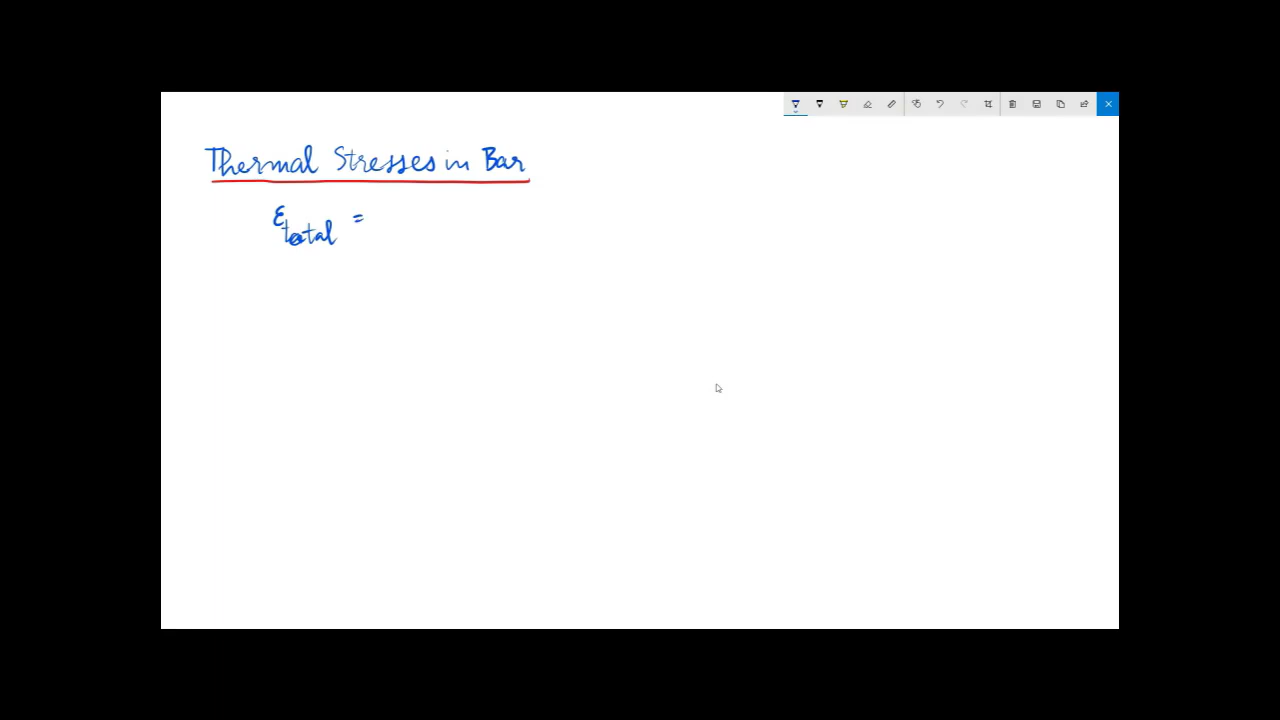 Thermal Stresses in Bar
ε_total =